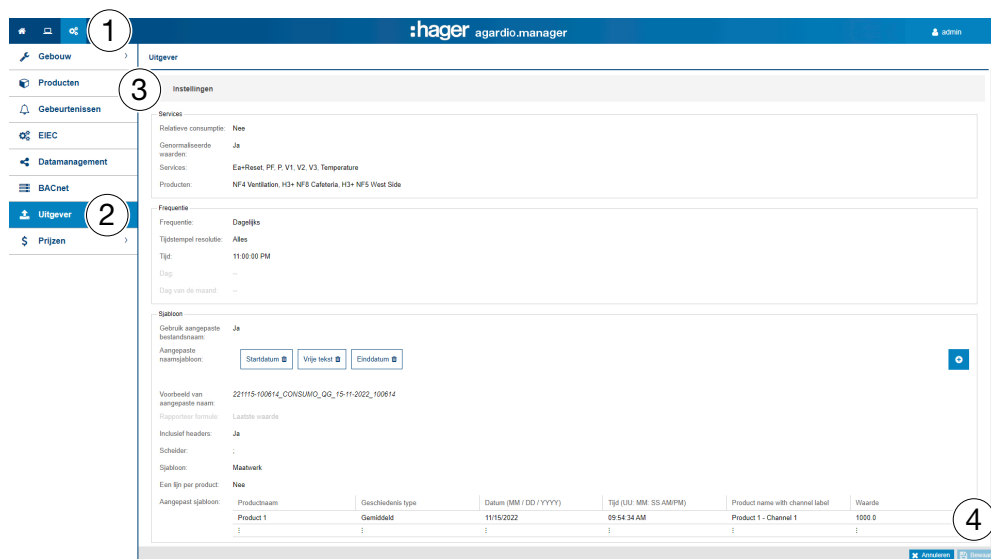 1
:hager agardio.manager
admin
Gebouw
Producten
Gebeurtenissen
EIEC
Datamanagement
BACnet
Uitgever
2
Prijzen
Uitgever
3
Instellingen
Services
Relatieve consumptie: Nee
Genormaliseerde waarden: Ja
Services: Ea+Reset, PF, P, V1, V2, V3, Temperature
Producten: NF4 Ventilation, H3+ NF8 Cafeteria, H3+ NF5 West Side
Frequentie
Frequentie: Dagelijks
Tijdstempel resolutie: Alles
Tijd: 11:00:00 PM
Dag: --
Dag van de maand: --
Sjabloon
Gebruik aangepaste bestandsnaam: Ja
Aangepaste naamsjabloon: Startdatum Vrije tekst Einddatum
Voorbeeld van aangepaste naam: 221115-100614_CONSUMO_QG_15-11-2022_100614
Rapporteer formule: Laatste waarde
Inclusief headers: Ja
Scheider: ;
Sjabloon: Maatwerk
Een lijn per product: Nee
Aangepast sjabloon: Productnaam Geschiedenis type Datum (MM / DD / YYYY) Tijd (UU: MM: SS AM/PM) Product name with channel label Waarde
Product 1 Gemiddeld 11/15/2022 09:54:34 AM Product 1 - Channel 1 1000.0
: : : : : :
4
Annuleren